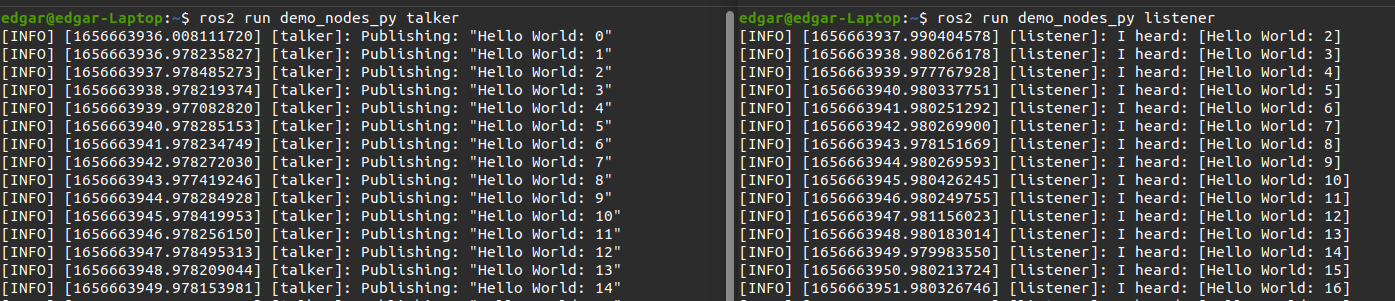 edgar@edgar-Laptop:~$ ros2 run demo_nodes_py talker
[INFO] [1656663936.008111720] [talker]: Publishing: "Hello World: 0"
[INFO] [1656663936.978235827] [talker]: Publishing: "Hello World: 1"
[INFO] [1656663937.978485273] [talker]: Publishing: "Hello World: 2"
[INFO] [1656663938.978219374] [talker]: Publishing: "Hello World: 3"
[INFO] [1656663939.977082820] [talker]: Publishing: "Hello World: 4"
[INFO] [1656663940.978285153] [talker]: Publishing: "Hello World: 5"
[INFO] [1656663941.978234749] [talker]: Publishing: "Hello World: 6"
[INFO] [1656663942.978272030] [talker]: Publishing: "Hello World: 7"
[INFO] [1656663943.977419246] [talker]: Publishing: "Hello World: 8"
[INFO] [1656663944.978284928] [talker]: Publishing: "Hello World: 9"
[INFO] [1656663945.978419953] [talker]: Publishing: "Hello World: 10"
[INFO] [1656663946.978256150] [talker]: Publishing: "Hello World: 11"
[INFO] [1656663947.978495313] [talker]: Publishing: "Hello World: 12"
[INFO] [1656663948.978209044] [talker]: Publishing: "Hello World: 13"
[INFO] [1656663949.978153981] [talker]: Publishing: "Hello World: 14"
edgar@edgar-Laptop:~$ ros2 run demo_nodes_py listener
[INFO] [1656663937.990404578] [listener]: I heard: [Hello World: 2]
[INFO] [1656663938.980266178] [listener]: I heard: [Hello World: 3]
[INFO] [1656663939.977767928] [listener]: I heard: [Hello World: 4]
[INFO] [1656663940.980337751] [listener]: I heard: [Hello World: 5]
[INFO] [1656663941.980251292] [listener]: I heard: [Hello World: 6]
[INFO] [1656663942.980269900] [listener]: I heard: [Hello World: 7]
[INFO] [1656663943.978151669] [listener]: I heard: [Hello World: 8]
[INFO] [1656663944.980269593] [listener]: I heard: [Hello World: 9]
[INFO] [1656663945.980426245] [listener]: I heard: [Hello World: 10]
[INFO] [1656663946.980249755] [listener]: I heard: [Hello World: 11]
[INFO] [1656663947.981156023] [listener]: I heard: [Hello World: 12]
[INFO] [1656663948.980183014] [listener]: I heard: [Hello World: 13]
[INFO] [1656663949.979983550] [listener]: I heard: [Hello World: 14]
[INFO] [1656663950.980213724] [listener]: I heard: [Hello World: 15]
[INFO] [1656663951.980326746] [listener]: I heard: [Hello World: 16]